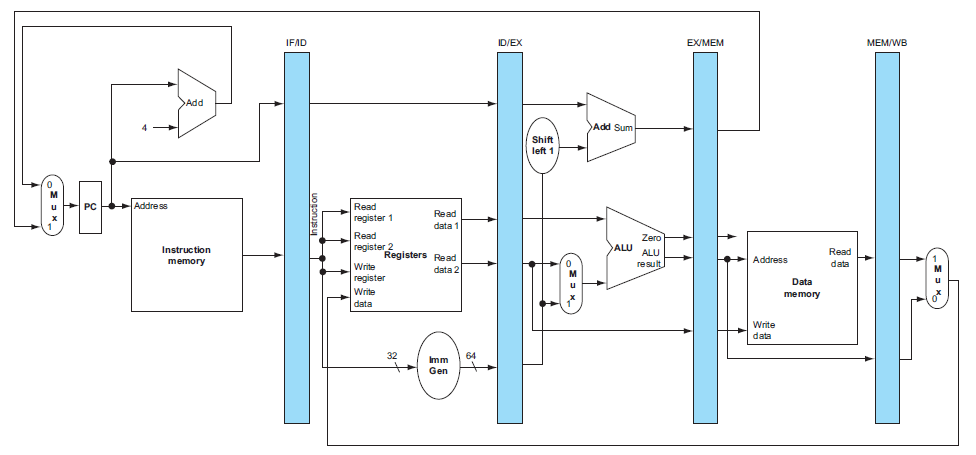 IF/ID
ID/EX
EX/MEM
MEM/WB
Add
4
Shift
left 1
Add Sum
0
M
u
x
1
PC
Address
Instruction
memory
Instruction
Read
register 1
Read
register 2
Write
register
Write
data
Registers
Read
data 1
Read
data 2
0
M
u
x
1
ALU
Zero
ALU
result
Address
Read
data
Data
memory
Write
data
1
M
u
x
0
32
Imm
Gen
64